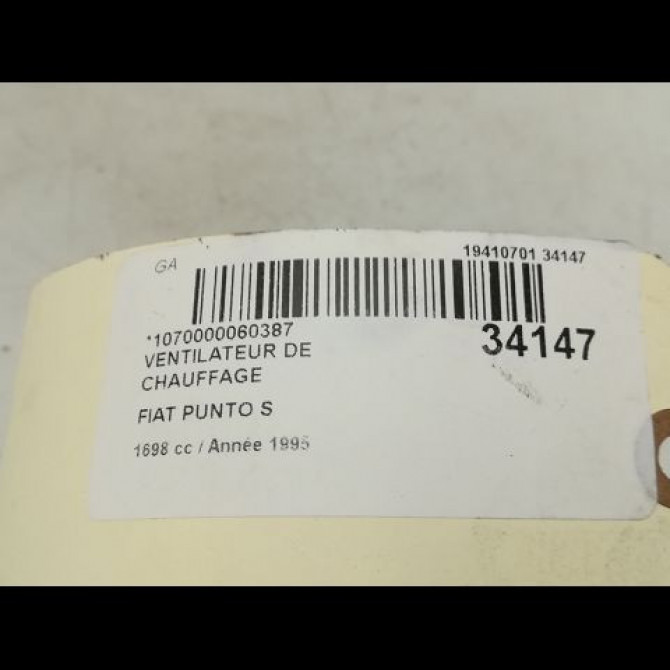 GA
19410701 34147
*1070000060387
34147
VENTILATEUR DE
CHAUFFAGE
FIAT PUNTO S
1698 cc / Année 1995